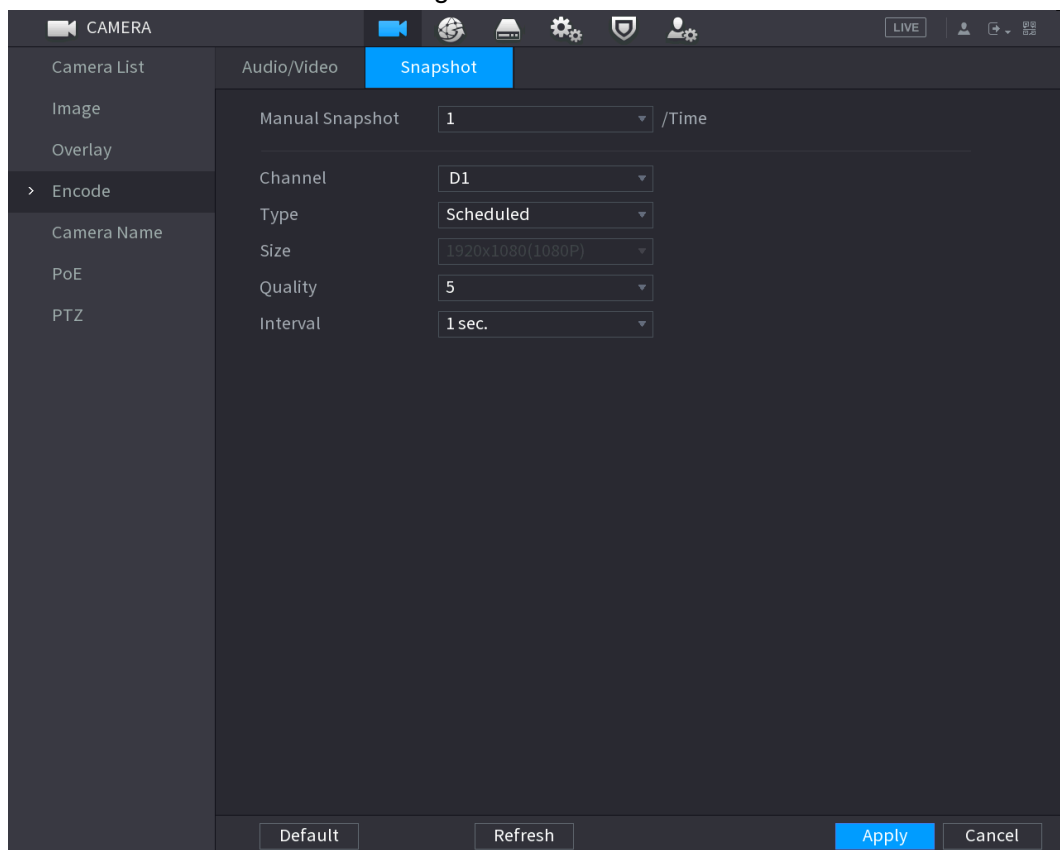 CAMERA
LIVE
Camera List
Image
Overlay
Encode
Camera Name
PoE
PTZ
Audio/Video
Snapshot
Manual Snapshot 1 /Time
Channel D1
Type Scheduled
Size 1920x1080(1080P)
Quality 5
Interval 1 sec.
Default Refresh Apply Cancel